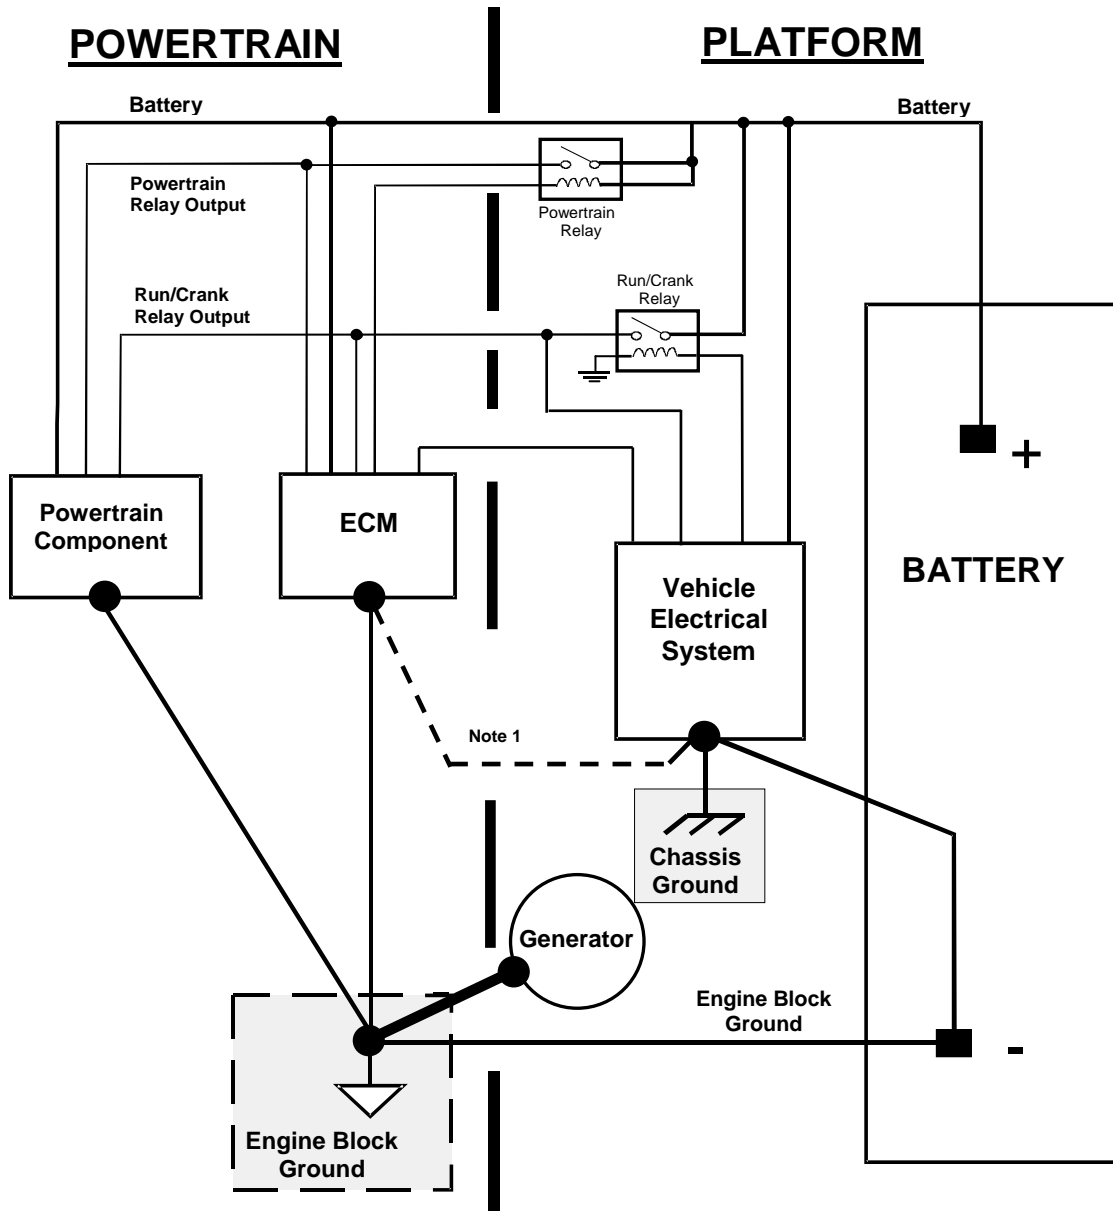 POWERTRAIN
PLATFORM
Battery
Battery
Powertrain
Relay Output
Powertrain
Relay
Run/Crank
Relay
Run/Crank
Relay Output
Powertrain
Component
ECM
+
BATTERY
Vehicle
Electrical
System
Note 1
Chassis
Ground
Generator
Engine Block
Ground
-
Engine Block
Ground